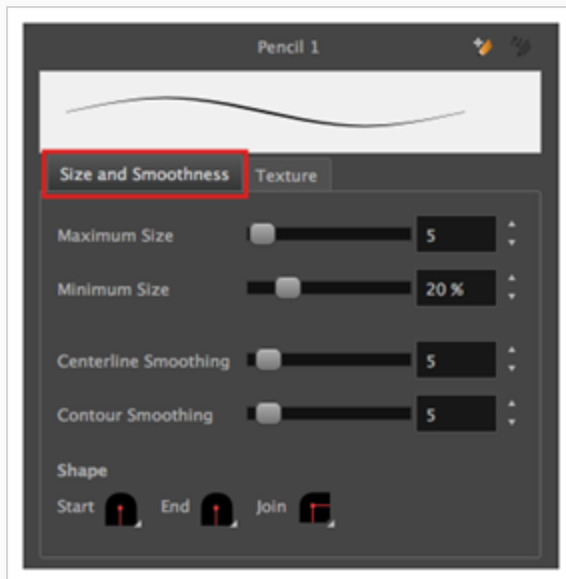 Pencil 1
Size and Smoothness Texture
Maximum Size 5
Minimum Size 20 %
Centerline Smoothing 5
Contour Smoothing 5
Shape
Start End Join